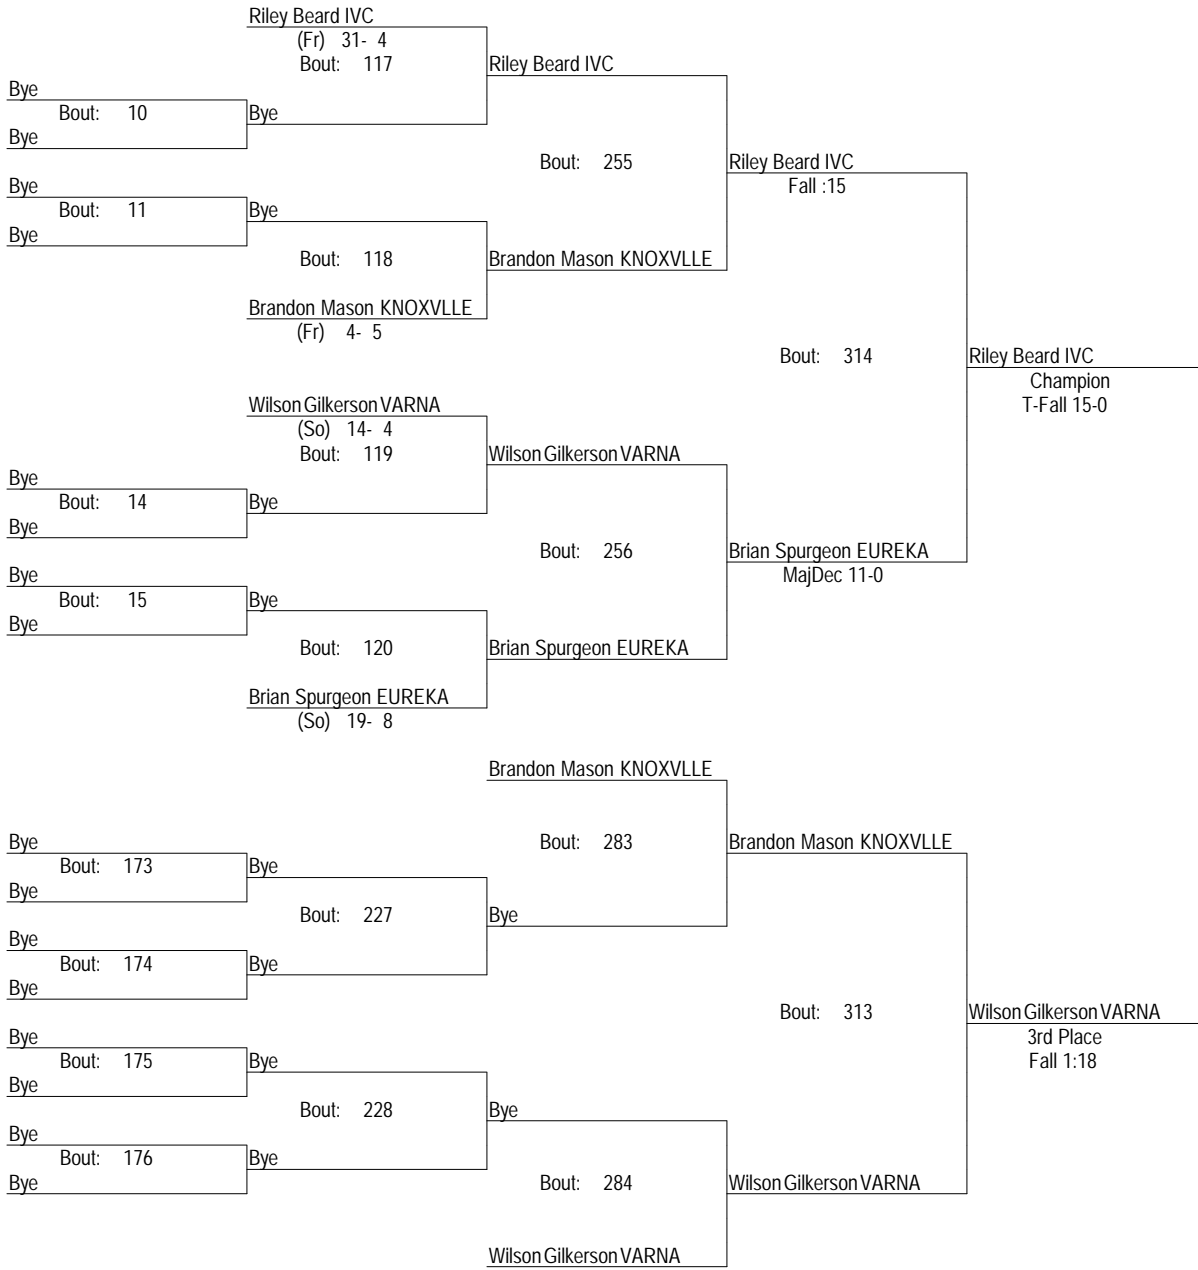 Riley Beard IVC
(Fr) 31- 4
Bout: 117
Riley Beard IVC
Bye
Bout: 10
Bye
Bye
Bout: 255
Riley Beard IVC
Fall :15
Bye
Bout: 11
Bye
Bye
Bout: 118
Brandon Mason KNOXVLLE
Brandon Mason KNOXVLLE
(Fr) 4- 5
Bout: 314
Riley Beard IVC
Champion
T-Fall 15-0
Wilson Gilkerson VARNA
(So) 14- 4
Bout: 119
Wilson Gilkerson VARNA
Bye
Bout: 14
Bye
Bye
Bout: 256
Brian Spurgeon EUREKA
MajDec 11-0
Bye
Bout: 15
Bye
Bye
Bout: 120
Brian Spurgeon EUREKA
Brian Spurgeon EUREKA
(So) 19- 8
Brandon Mason KNOXVLLE
Bout: 283
Brandon Mason KNOXVLLE
Bye
Bout: 173
Bye
Bye
Bout: 227
Bye
Bye
Bout: 174
Bye
Bye
Bout: 313
Wilson Gilkerson VARNA
3rd Place
Fall 1:18
Bye
Bout: 175
Bye
Bye
Bout: 228
Bye
Bye
Bout: 176
Bye
Bye
Bout: 284
Wilson Gilkerson VARNA
Wilson Gilkerson VARNA